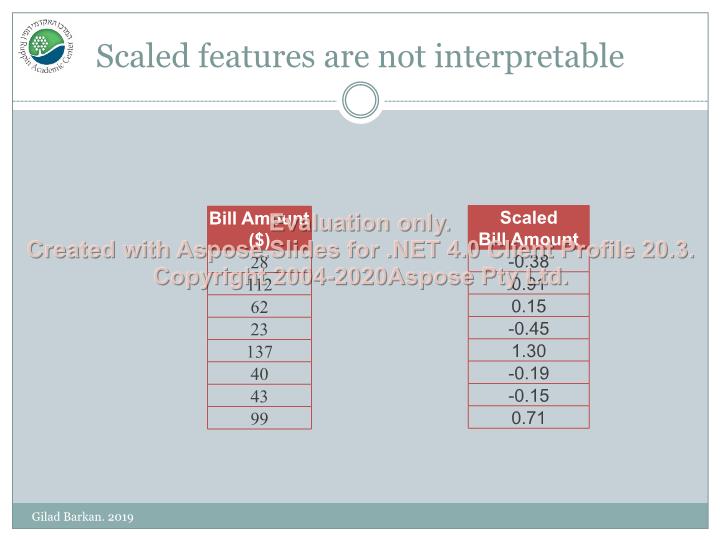 המרכז האקדמי רופין
Ruppin Academic Center
Scaled features are not interpretable
Bill Amount
($)
28
112
62
23
137
40
43
99
Scaled
Bill Amount
-0.38
0.91
0.15
-0.45
1.30
-0.19
-0.15
0.71
Evaluation only.
Created with Aspose.Slides for .NET 4.0 Client Profile 20.3.
Copyright 2004-2020Aspose Pty Ltd.
Gilad Barkan. 2019